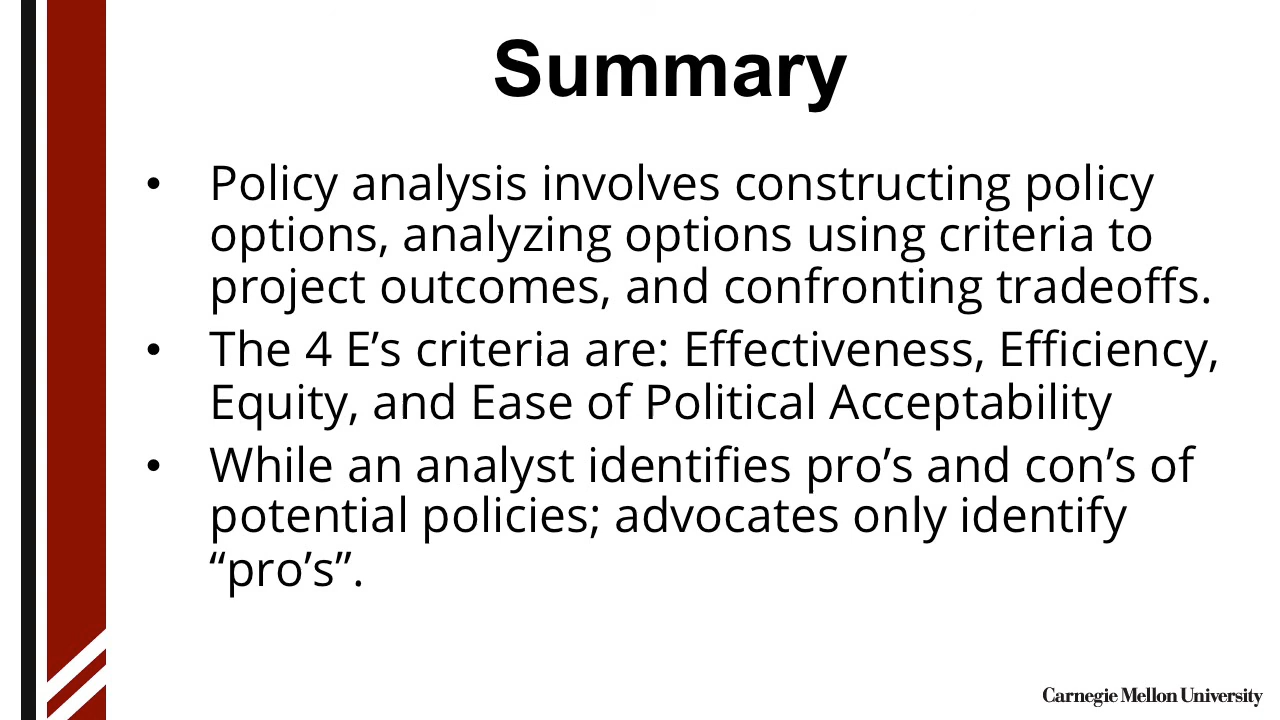 Summary
• Policy analysis involves constructing policy
options, analyzing options using criteria to
project outcomes, and confronting tradeoffs.
• The 4 E’s criteria are: Effectiveness, Efficiency,
Equity, and Ease of Political Acceptability
• While an analyst identifies pro’s and con’s of
potential policies; advocates only identify
“pro’s”.
Carnegie Mellon University